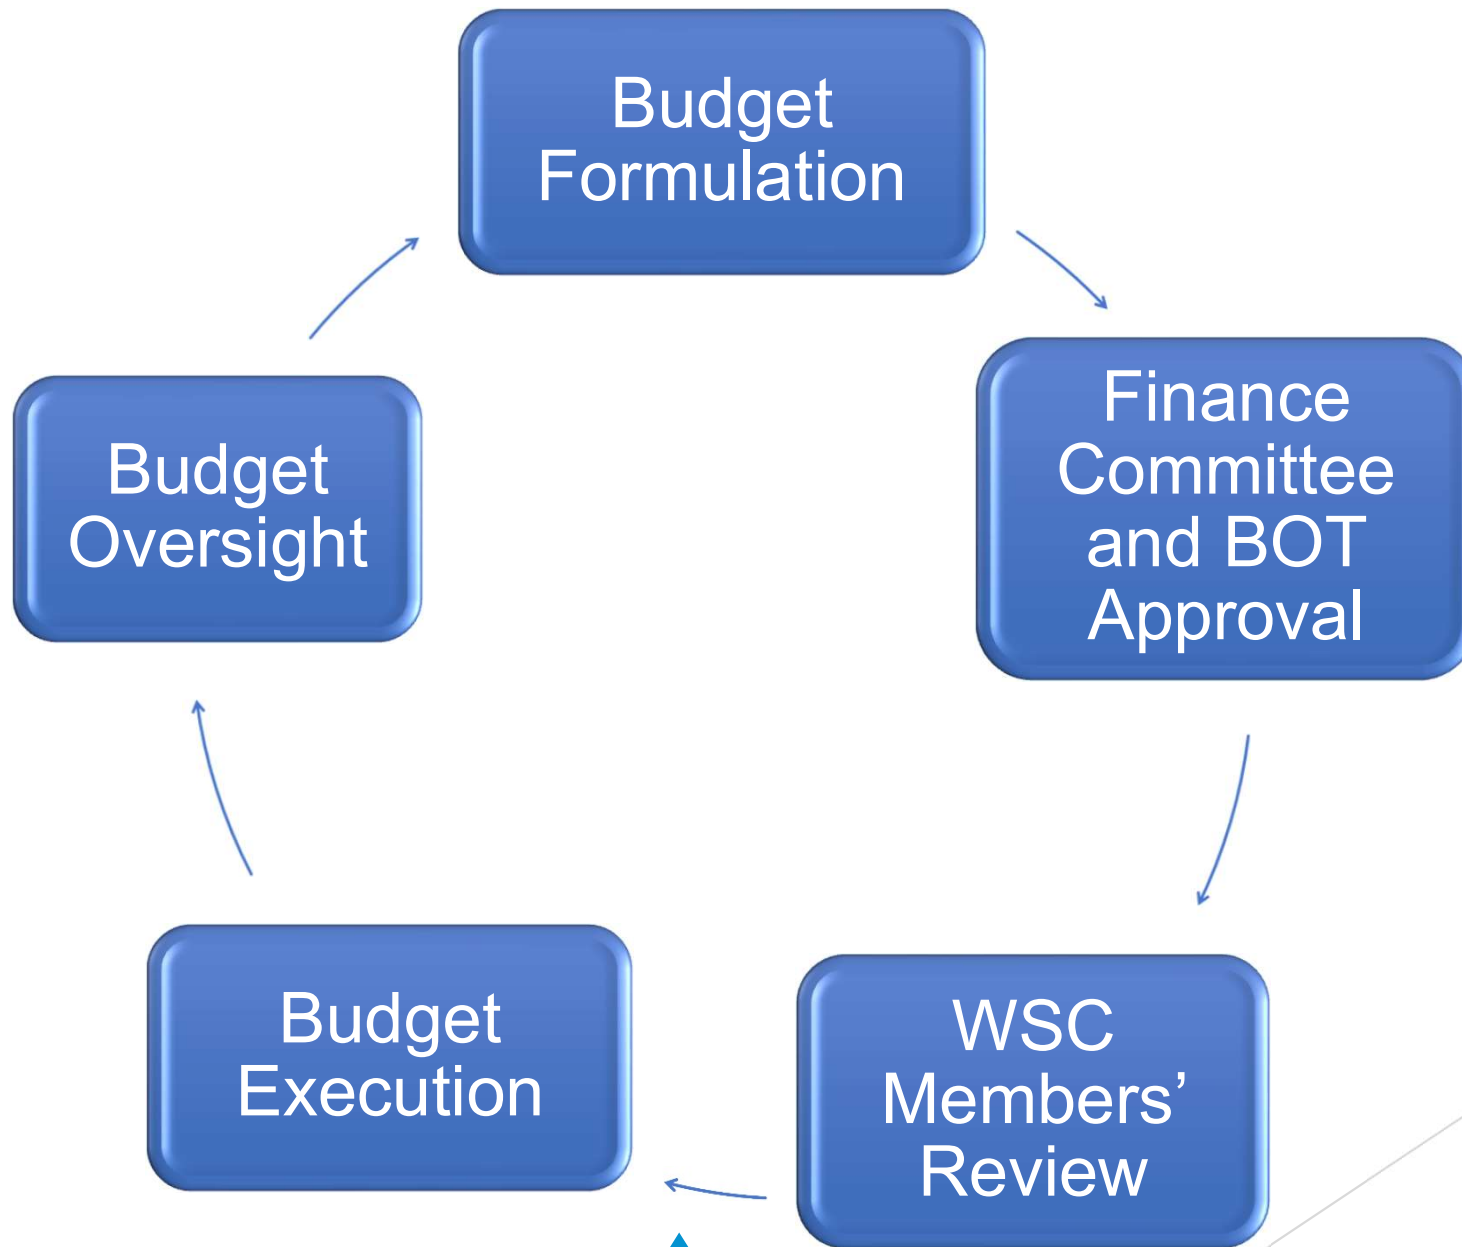 Budget
Formulation
Finance
Committee
and BOT
Approval
WSC
Members’
Review
Budget
Execution
Budget
Oversight